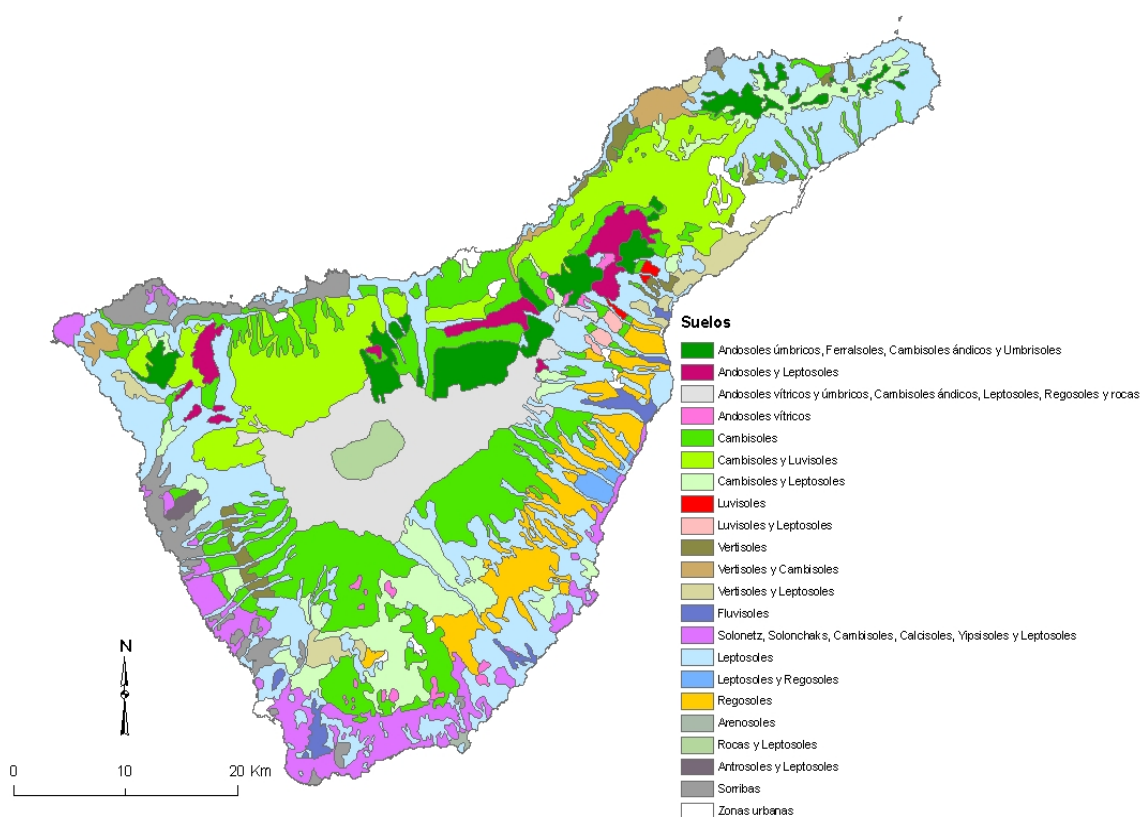 Suelos
Andosoles úmbricos, Ferralsoles, Cambisoles ándicos y Umbrisoles
Andosoles y Leptosoles
Andosoles vítricos y úmbricos, Cambisoles ándicos, Leptosoles, Regosoles y rocas
Andosoles vítricos
Cambisoles
Cambisoles y Luvisoles
Cambisoles y Leptosoles
Luvisoles
Luvisoles y Leptosoles
Vertisoles
Vertisoles y Cambisoles
Vertisoles y Leptosoles
Fluvisoles
Solonetz, Solonchaks, Cambisoles, Calcisoles, Yipsisoles y Leptosoles
Leptosoles
Leptosoles y Regosoles
Regosoles
Arenosoles
Rocas y Leptosoles
Antrosoles y Leptosoles
Sorribas
Zonas urbanas
N
0 10 20 Km